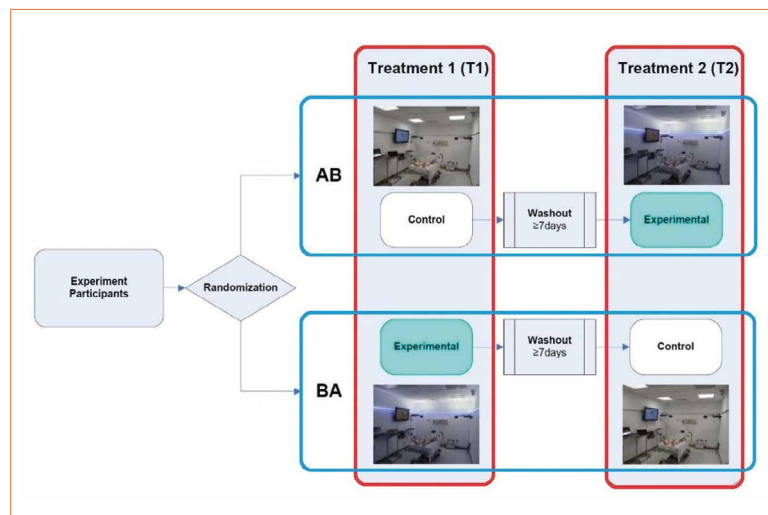 Treatment 1 (T1)
Treatment 2 (T2)
AB
Control
Washout
≥7days
Experimental
Experiment
Participants
Randomization
BA
Experimental
Washout
≥7days
Control